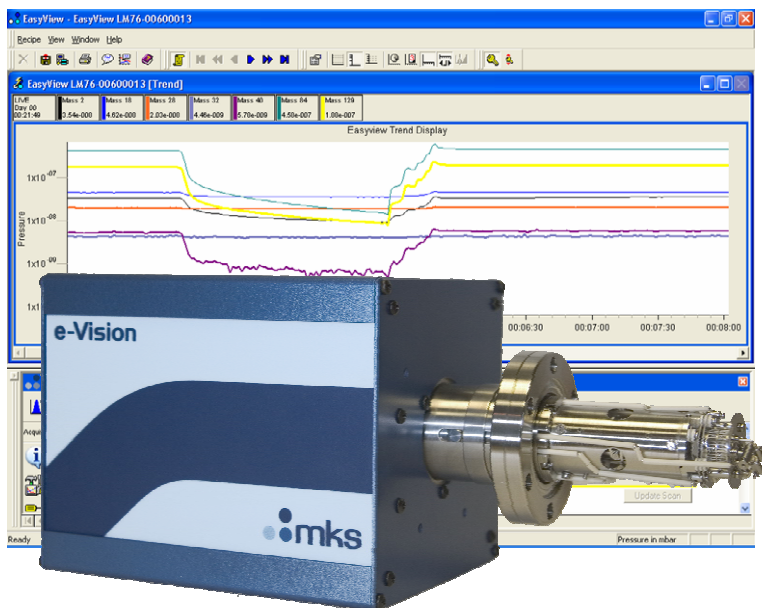 EasyView - EasyView LM76-00600013
Recipe View Window Help
EasyView LM76-00600013 [Trend]
LIVE Mass 2 Mass 18 Mass 28 Mass 32 Mass 40 Mass 84 Mass 129
Day 00
00:21:49 3.54e-008 4.62e-008 2.03e-008 4.46e-009 5.70e-009 4.58e-007 1.88e-007
Easyview Trend Display
Pressure
1x10-07
1x10-08
1x10-09
1x1
00:06:30 00:07:00 00:07:30 00:08:00
e-Vision
Acqu
Update Scan
mks
Ready Pressure in mbar